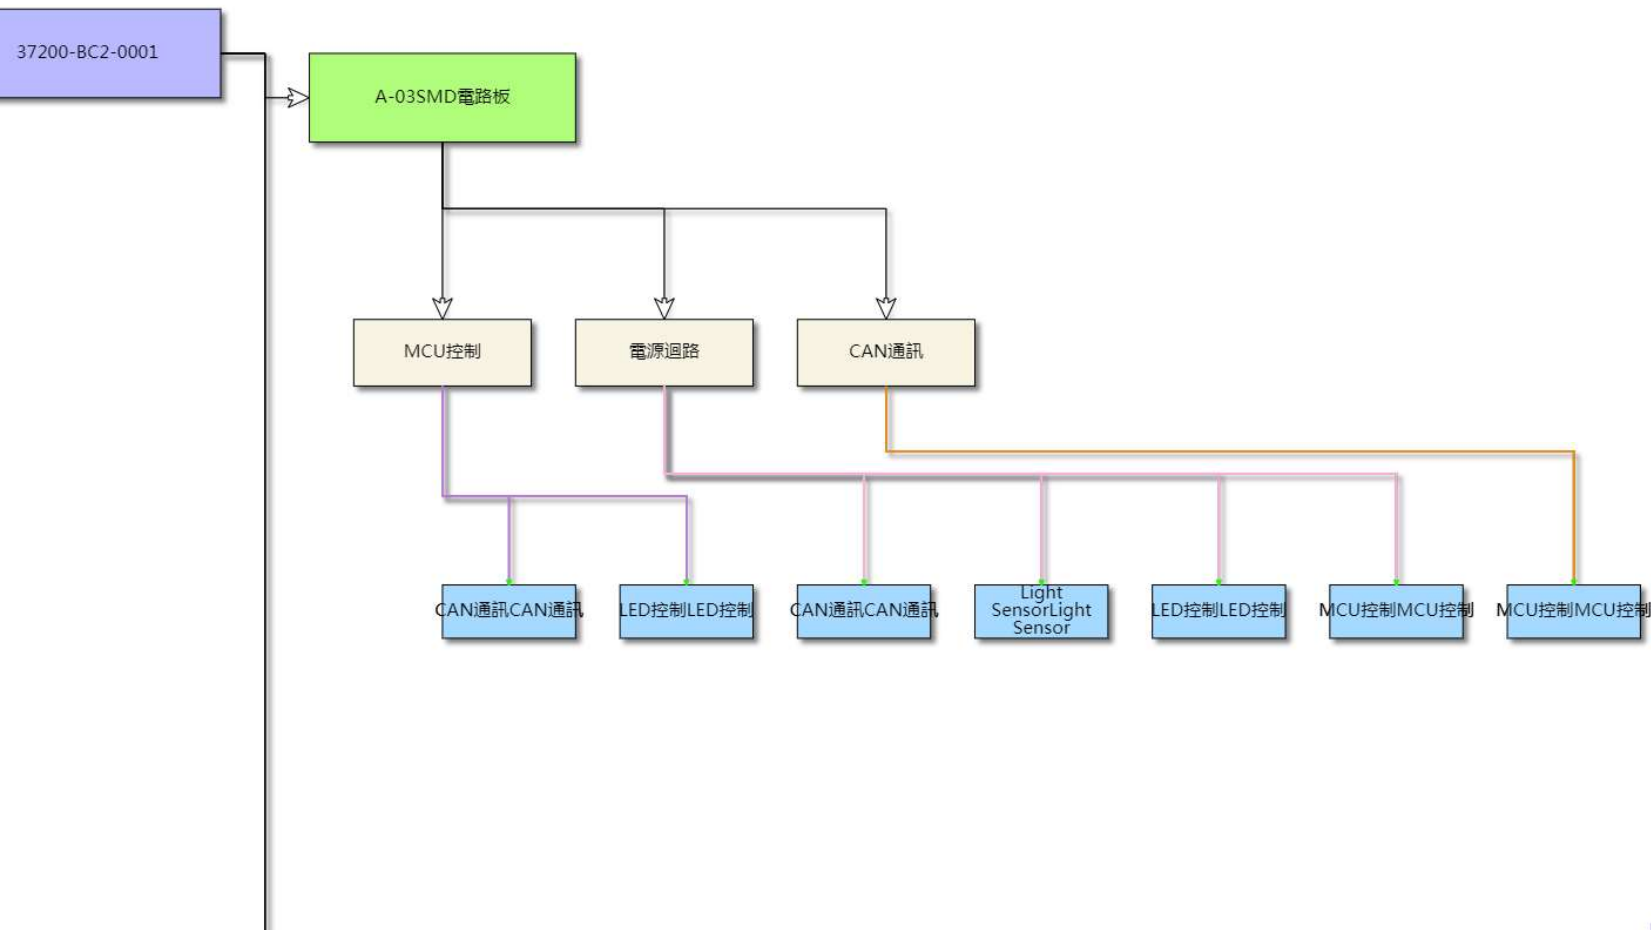 37200-BC2-0001
A-03SMD電路板
MCU控制
電源迴路
CAN通訊
CAN通訊CAN通訊
LED控制LED控制
CAN通訊CAN通訊
Light
SensorLight
Sensor
LED控制LED控制
MCU控制MCU控制
MCU控制MCU控制